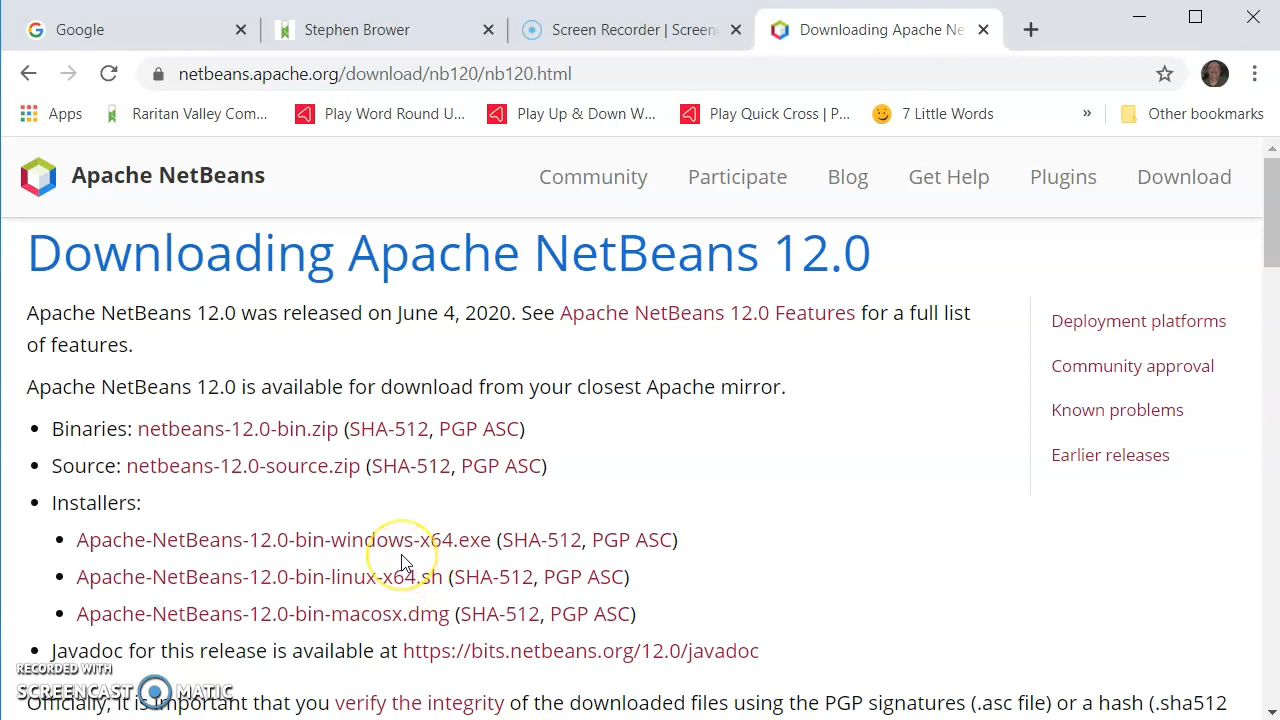 Google
Stephen Brower
Screen Recorder | Screen
Downloading Apache Ne
netbeans.apache.org/download/nb120/nb120.html
Apps
Raritan Valley Com...
Play Word Round U...
Play Up & Down W...
Play Quick Cross | P...
7 Little Words
»
Other bookmarks
Apache NetBeans
Community
Participate
Blog
Get Help
Plugins
Download
Downloading Apache NetBeans 12.0
Apache NetBeans 12.0 was released on June 4, 2020. See Apache NetBeans 12.0 Features for a full list
of features.
Apache NetBeans 12.0 is available for download from your closest Apache mirror.
• Binaries: netbeans-12.0-bin.zip (SHA-512, PGP ASC)
• Source: netbeans-12.0-source.zip (SHA-512, PGP ASC)
• Installers:
• Apache-NetBeans-12.0-bin-windows-x64.exe (SHA-512, PGP ASC)
• Apache-NetBeans-12.0-bin-linux-x64.sh (SHA-512, PGP ASC)
• Apache-NetBeans-12.0-bin-macosx.dmg (SHA-512, PGP ASC)
• Javadoc for this release is available at https://bits.netbeans.org/12.0/javadoc
Officially, it is important that you verify the integrity of the downloaded files using the PGP signatures (.asc file) or a hash (.sha512
Deployment platforms
Community approval
Known problems
Earlier releases
RECORDED WITH
SCREENCAST MATIC